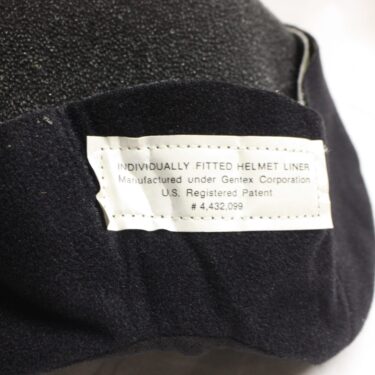 INDIVIDUALLY FITTED HELMET LINER
Manufactured under Gentex Corporation
U.S. Registered Patent
# 4,432,099